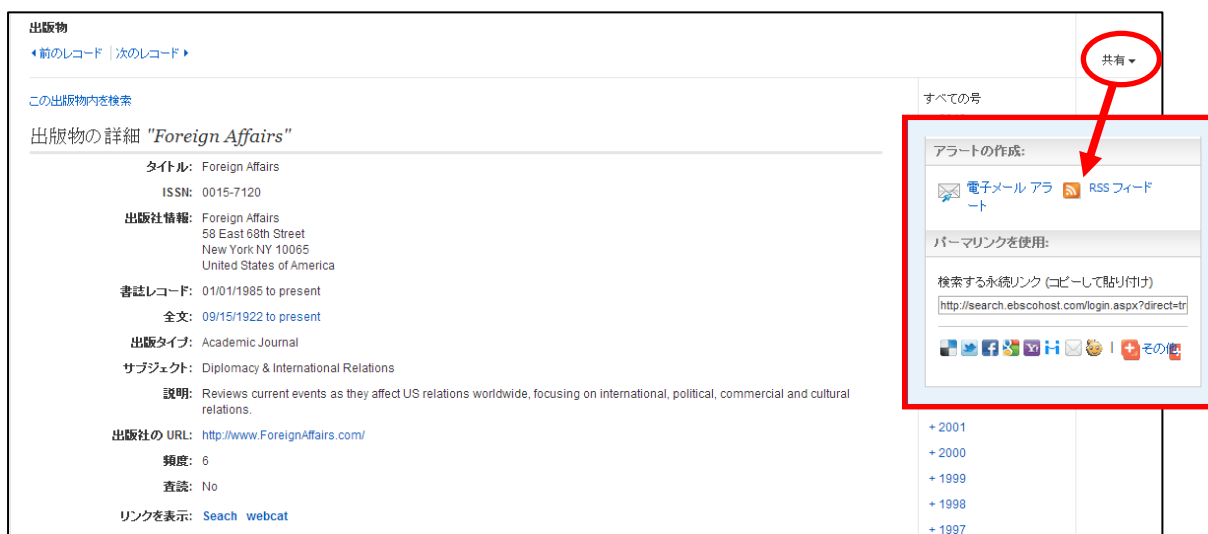 出版物
前のレコード 次のレコード
共有
この出版物内を検索
出版物の詳細 "Foreign Affairs"
タイトル: Foreign Affairs
ISSN: 0015-7120
出版社情報: Foreign Affairs
58 East 68th Street
New York NY 10065
United States of America
書誌レコード: 01/01/1985 to present
全文: 09/15/1922 to present
出版タイプ: Academic Journal
サブジェクト: Diplomacy & International Relations
説明: Reviews current events as they affect US relations worldwide, focusing on international, political, commercial and cultural
relations.
出版社の URL: http://www.ForeignAffairs.com/
頻度: 6
査読: No
リンクを表示: Seach webcat
すべての号
アラートの作成:
電子メール アラ
ート
RSS フィード
パーマリンクを使用:
検索する永続リンク (コピーして貼り付け)
http://search.ebscohost.com/login.aspx?direct=tr
その他
+ 2001
+ 2000
+ 1999
+ 1998
+ 1997